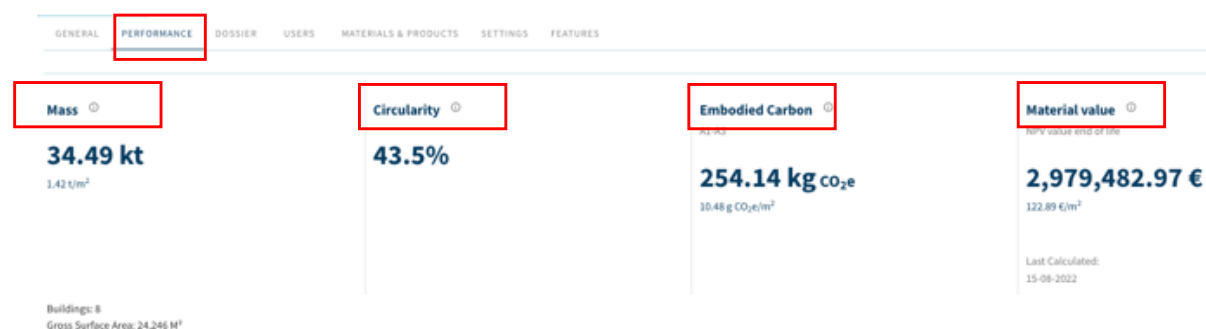 GENERAL PERFORMANCE DOSSIER USERS MATERIALS & PRODUCTS SETTINGS FEATURES
Mass
34.49 kt
1.42 t/m²
Circularity
43.5%
Embodied Carbon
A1-A3
254.14 kg CO₂e
10.48 g CO₂e/m²
Material value
NPV value end of life
2,979,482.97 €
122.89 €/m²
Last Calculated:
15-08-2022
Buildings: 8
Gross Surface Area: 24.246 M²